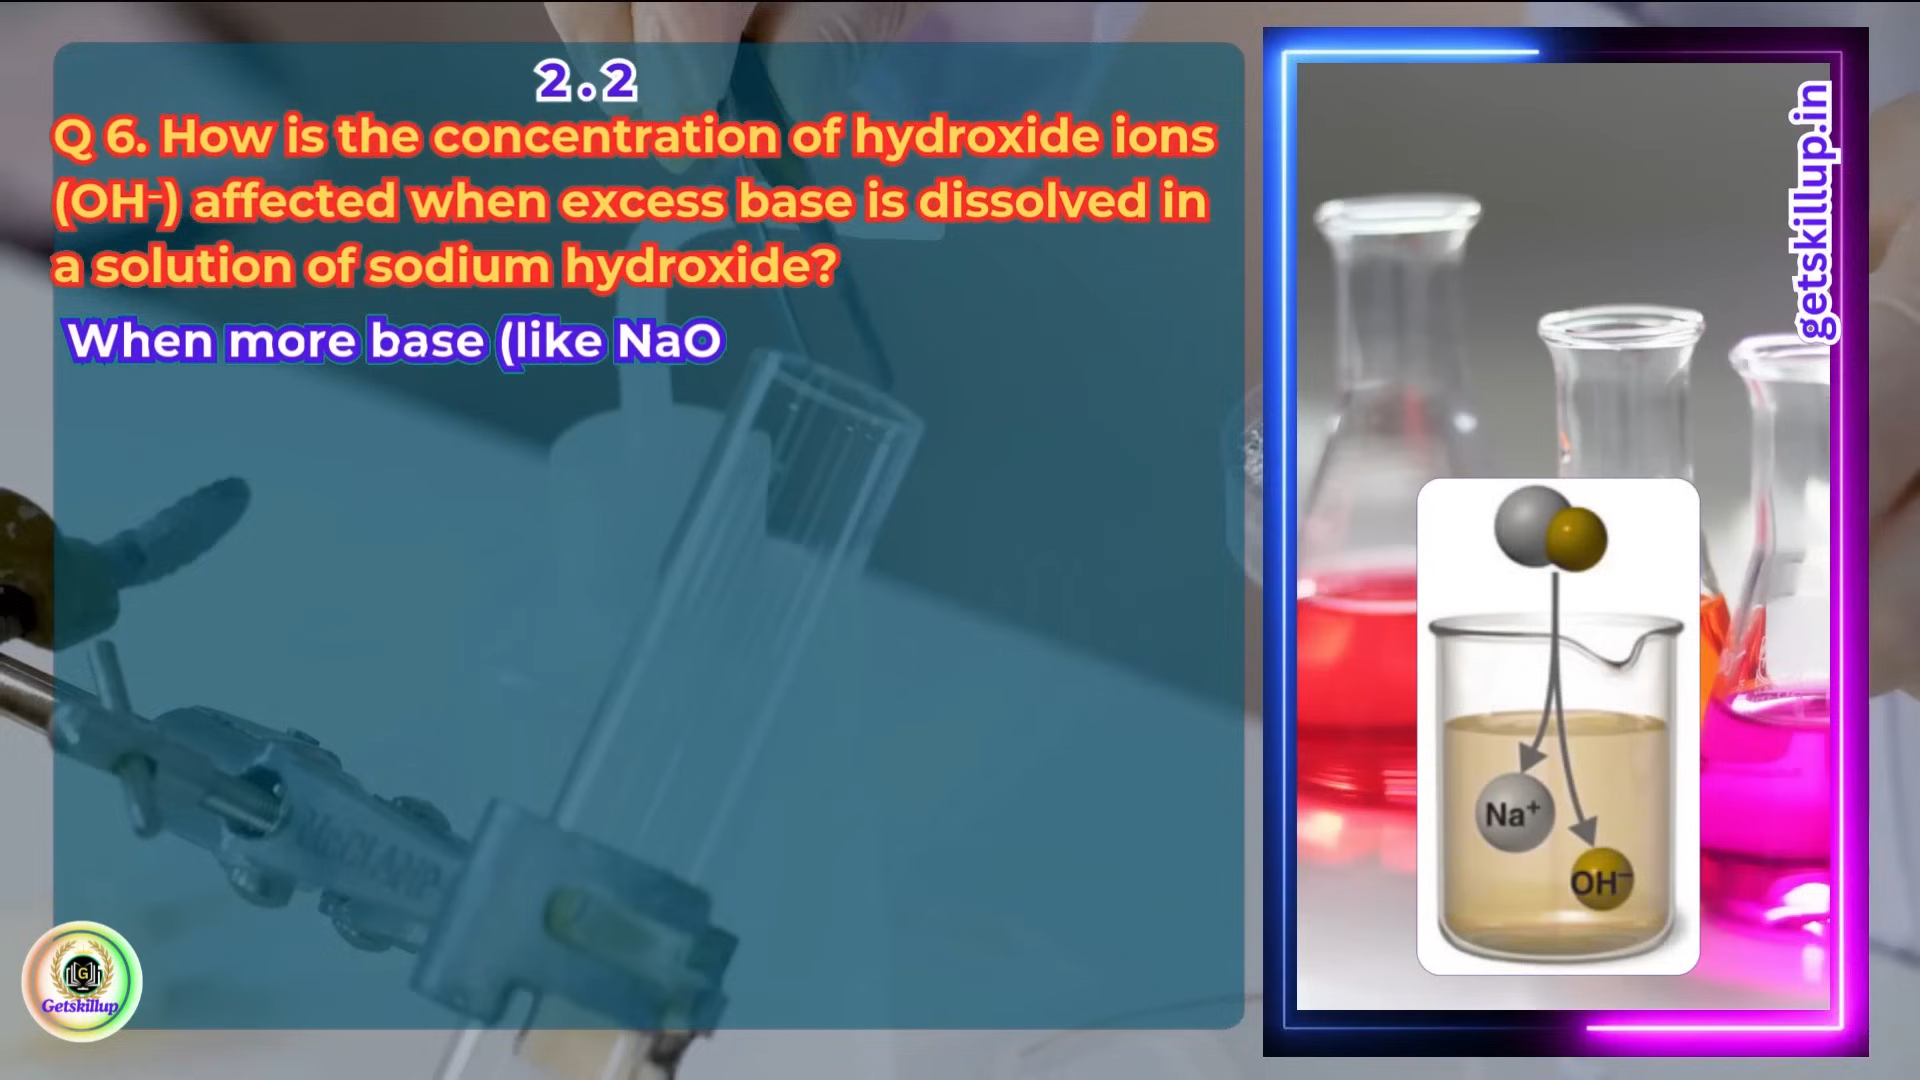 2.2
Q 6. How is the concentration of hydroxide ions
(OH⁻) affected when excess base is dissolved in
a solution of sodium hydroxide?
When more base (like NaO
getskillup.in
Na⁺
OH⁻
G
Getskillup